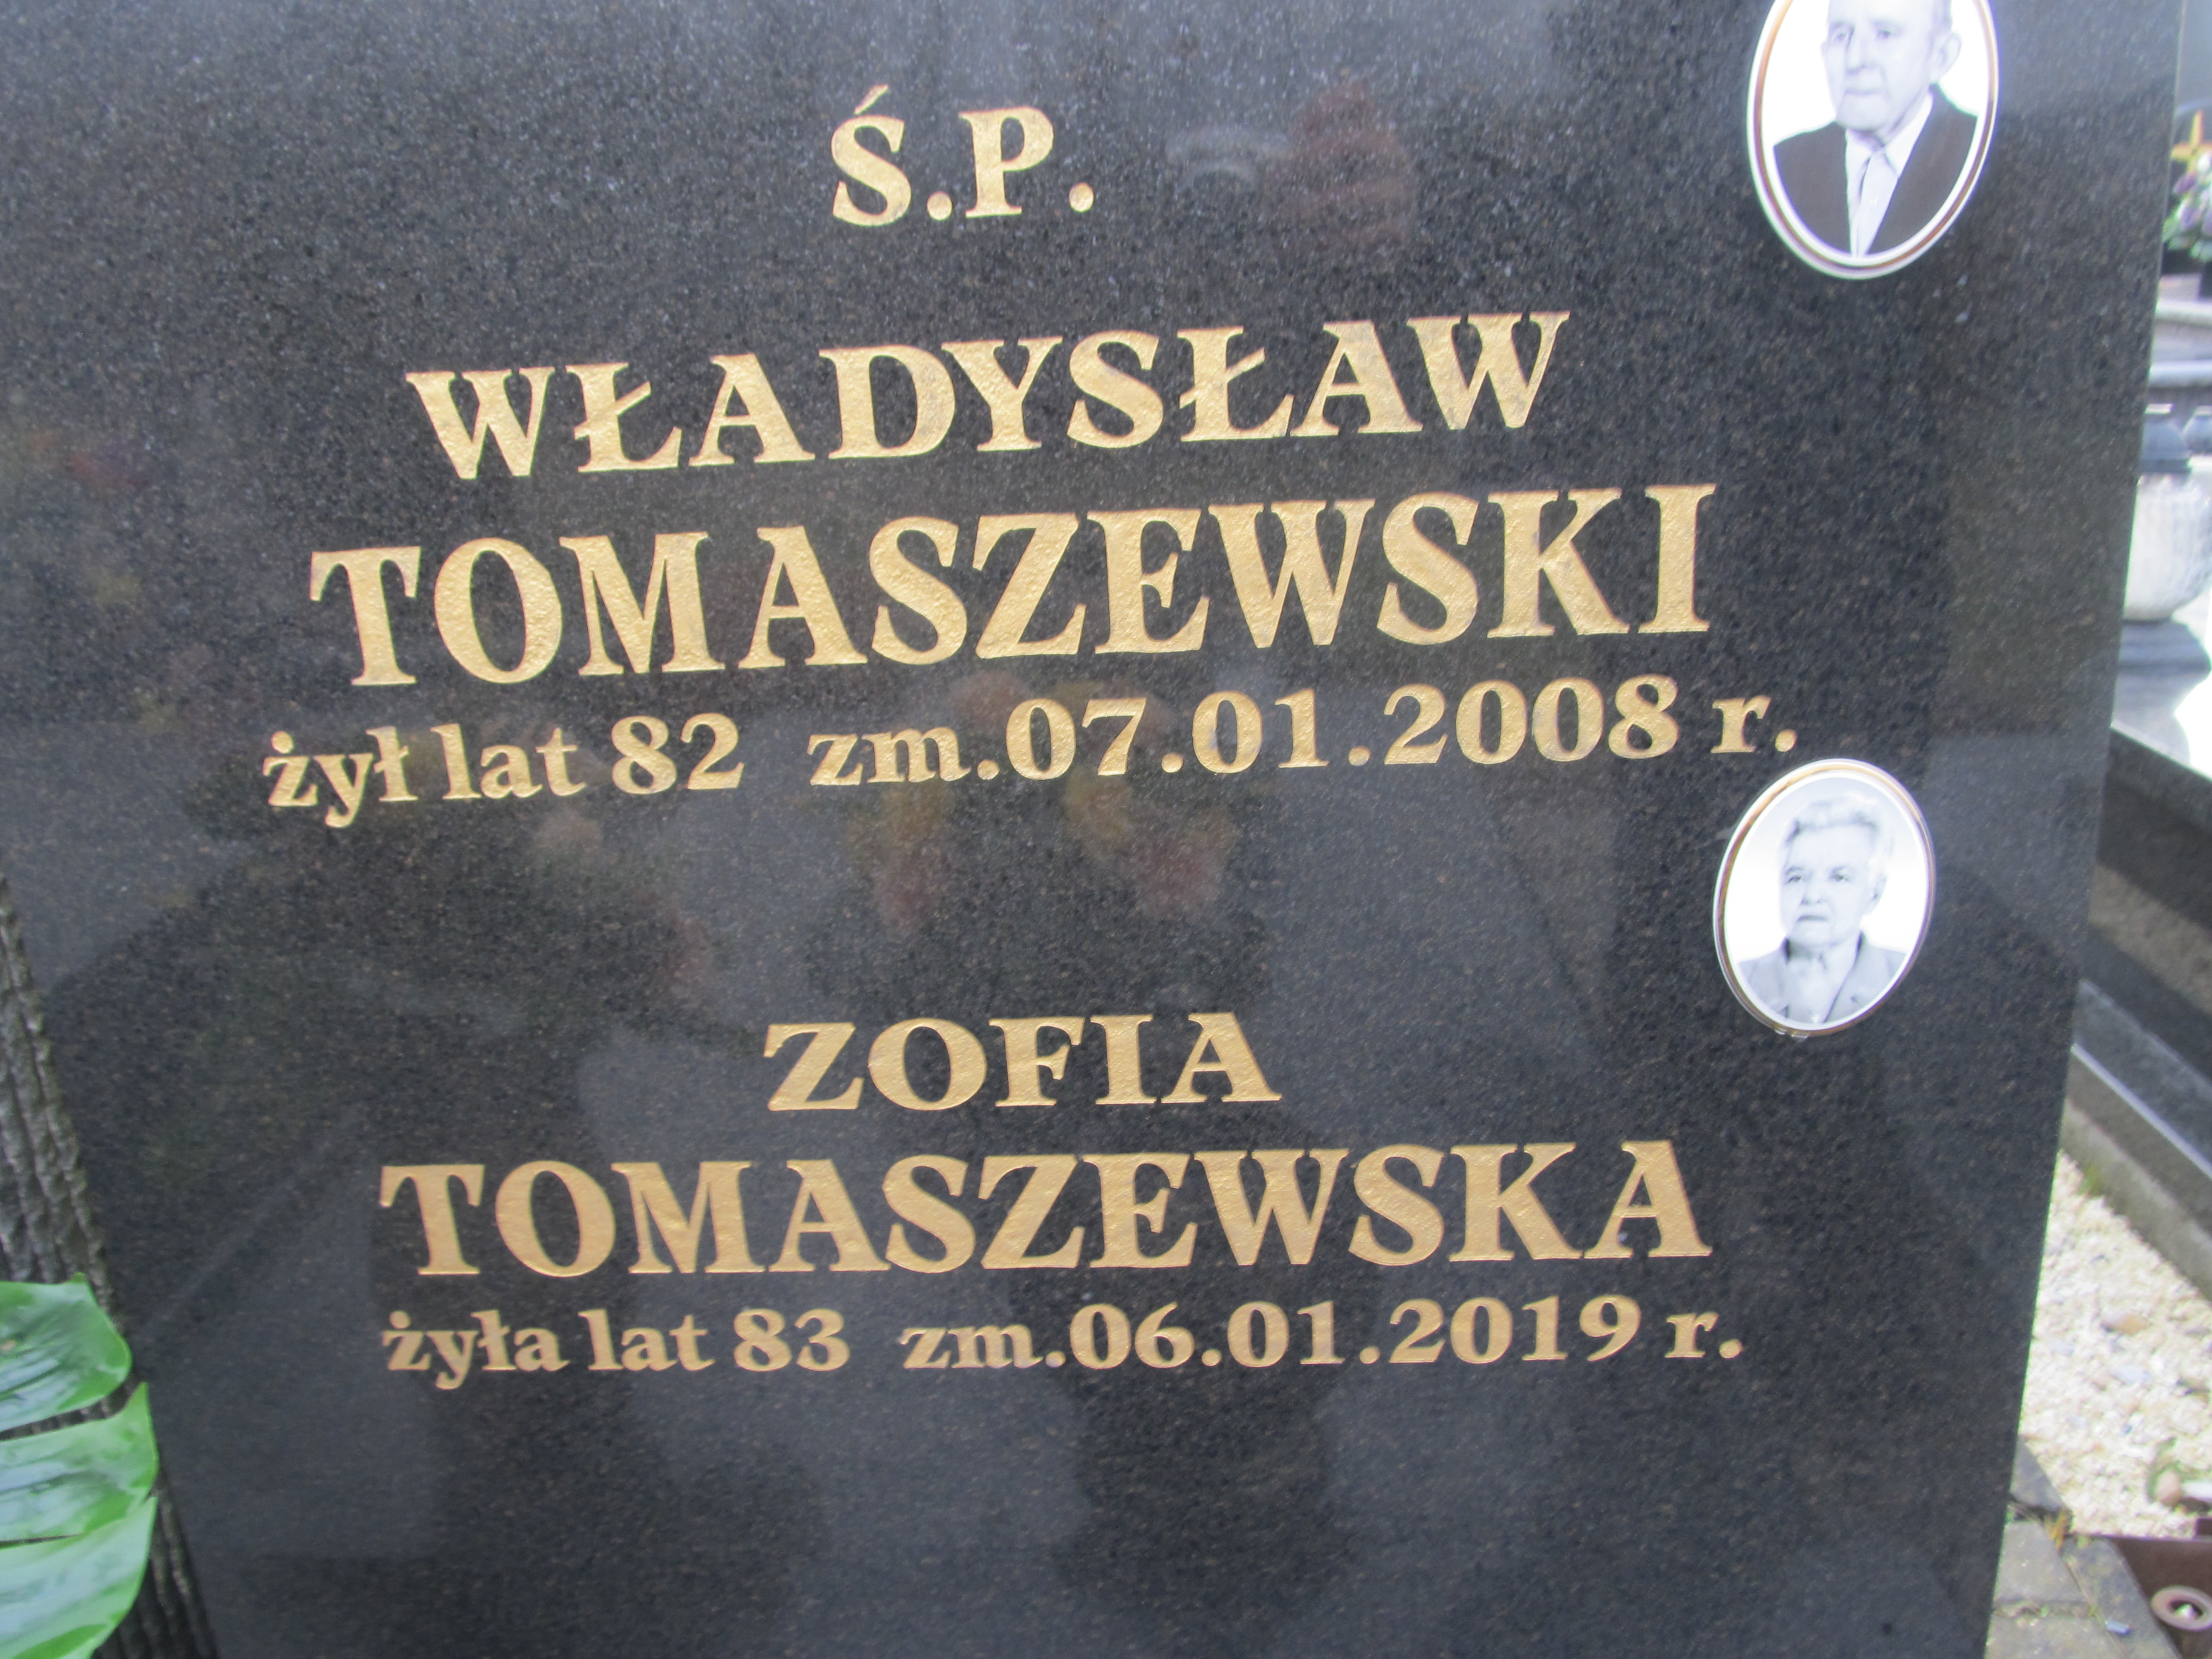 Ś.P.
WŁADYSŁAW
TOMASZEWSKI
żył lat 82 zm.07.01.2008 r.
ZOFIA
TOMASZEWSKA
żyła lat 83 zm.06.01.2019 r.